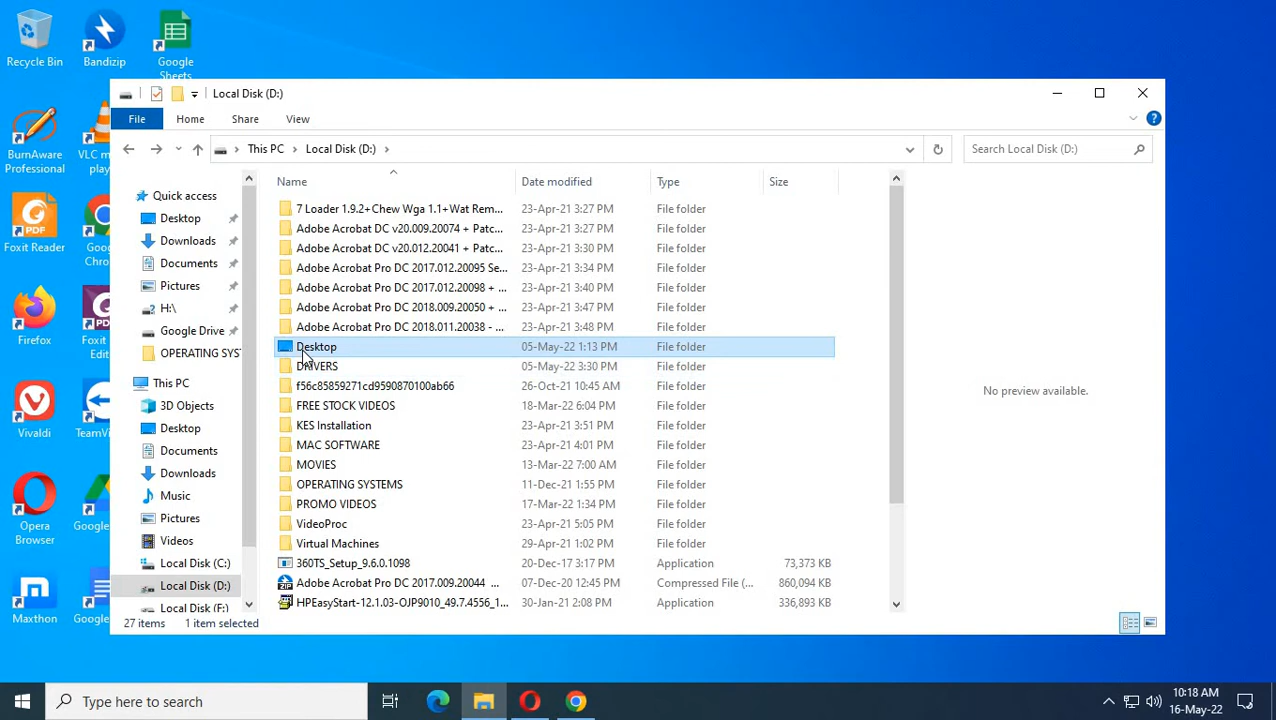 Recycle Bin
Bandizip
Google
Sheets
BurnAware
Professional
VLC m
play
Foxit Reader
Goo
Chro
Firefox
Foxit
Edit
Vivaldi
TeamV
Opera
Browser
Google
Maxthon
Google
Local Disk (D:)
File
Home
Share
View
This PC
Local Disk (D:)
Search Local Disk (D:)
Quick access
Desktop
Downloads
Documents
Pictures
H:\
Google Drive
OPERATING SYS
This PC
3D Objects
Desktop
Documents
Downloads
Music
Pictures
Videos
Local Disk (C:)
Local Disk (D:)
Local Disk (F:)
Name Date modified Type Size
7 Loader 1.9.2+Chew Wga 1.1+Wat Rem... 23-Apr-21 3:27 PM File folder
Adobe Acrobat DC v20.009.20074 + Patc... 23-Apr-21 3:27 PM File folder
Adobe Acrobat DC v20.012.20041 + Patc... 23-Apr-21 3:30 PM File folder
Adobe Acrobat Pro DC 2017.012.20095 Se... 23-Apr-21 3:34 PM File folder
Adobe Acrobat Pro DC 2017.012.20098 + ... 23-Apr-21 3:40 PM File folder
Adobe Acrobat Pro DC 2018.009.20050 + ... 23-Apr-21 3:47 PM File folder
Adobe Acrobat Pro DC 2018.011.20038 - ... 23-Apr-21 3:48 PM File folder
Desktop 05-May-22 1:13 PM File folder
DRIVERS 05-May-22 3:30 PM File folder
f56c85859271cd9590870100ab66 26-Oct-21 10:45 AM File folder
FREE STOCK VIDEOS 18-Mar-22 6:04 PM File folder
KES Installation 23-Apr-21 3:51 PM File folder
MAC SOFTWARE 23-Apr-21 4:01 PM File folder
MOVIES 13-Mar-22 7:00 AM File folder
OPERATING SYSTEMS 11-Dec-21 1:55 PM File folder
PROMO VIDEOS 17-Mar-22 1:34 PM File folder
VideoProc 23-Apr-21 5:05 PM File folder
Virtual Machines 29-Apr-21 1:02 PM File folder
360TS_Setup_9.6.0.1098 20-Dec-17 3:17 PM Application 73,373 KB
Adobe Acrobat Pro DC 2017.009.20044 ... 07-Dec-20 12:45 PM Compressed File (... 860,094 KB
HPEasyStart-12.1.03-OJP9010_49.7.4556_1... 30-Jan-21 2:08 PM Application 336,893 KB
No preview available.
27 items 1 item selected
Type here to search
10:18 AM
16-May-22